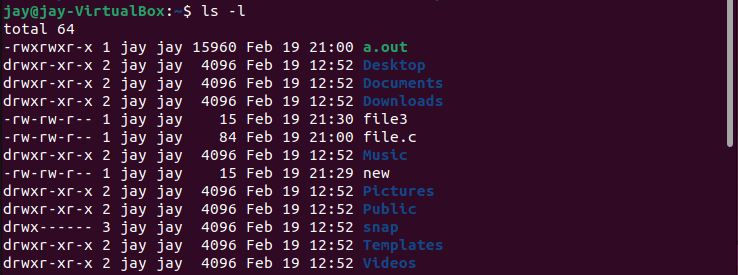 jay@jay-VirtualBox:~$ ls -l
total 64
-rwxrwxr-x 1 jay jay 15960 Feb 19 21:00 a.out
drwxr-xr-x 2 jay jay  4096 Feb 19 12:52 Desktop
drwxr-xr-x 2 jay jay  4096 Feb 19 12:52 Documents
drwxr-xr-x 2 jay jay  4096 Feb 19 12:52 Downloads
-rw-rw-r-- 1 jay jay    15 Feb 19 21:30 file3
-rw-rw-r-- 1 jay jay    84 Feb 19 21:00 file.c
drwxr-xr-x 2 jay jay  4096 Feb 19 12:52 Music
-rw-rw-r-- 1 jay jay    15 Feb 19 21:29 new
drwxr-xr-x 2 jay jay  4096 Feb 19 12:52 Pictures
drwxr-xr-x 2 jay jay  4096 Feb 19 12:52 Public
drwx------ 3 jay jay  4096 Feb 19 12:52 snap
drwxr-xr-x 2 jay jay  4096 Feb 19 12:52 Templates
drwxr-xr-x 2 jay jay  4096 Feb 19 12:52 Videos